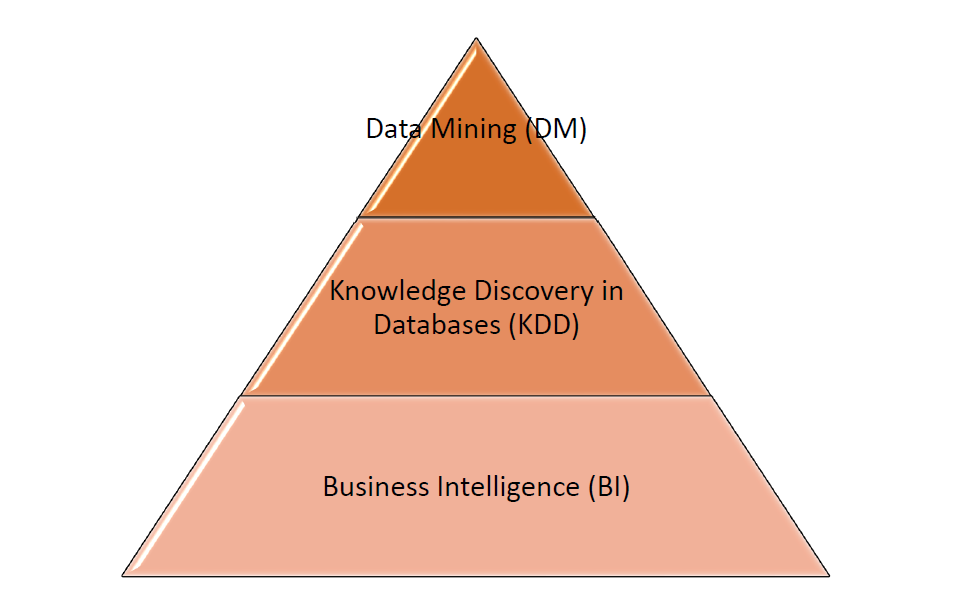 Data Mining (DM)
Knowledge Discovery in
Databases (KDD)
Business Intelligence (BI)